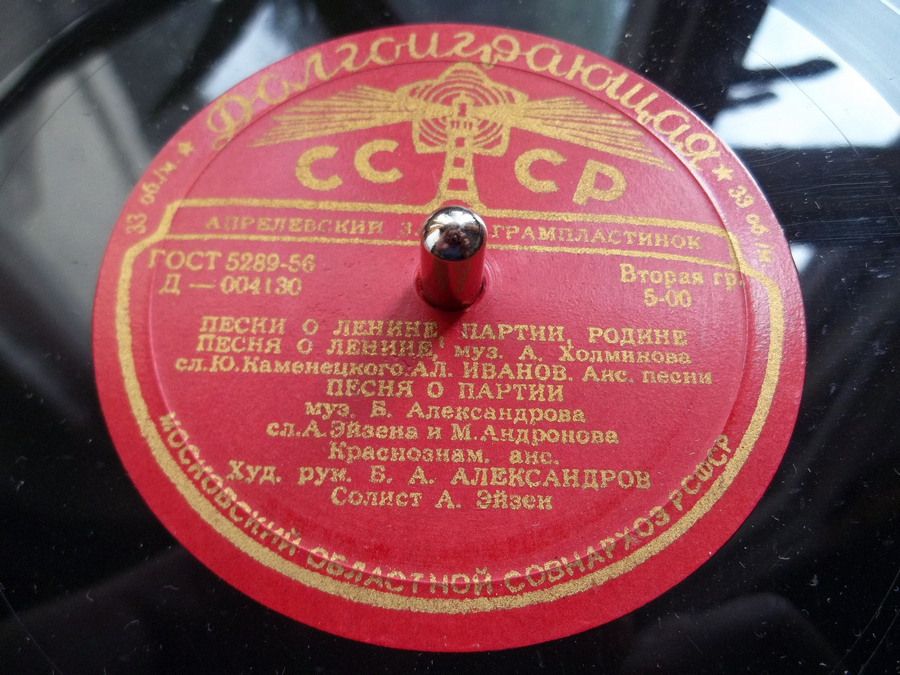 Долгоиграющая
33 об./м
33 об/м
СССР
АПРЕЛЕВСКИЙ З ГРАМПЛАСТИНОК
ГОСТ 5289-56
Вторая гр.
Д — 004130
5-00
ПЕСНИ О ЛЕНИНЕ, ПАРТИИ, РОДИНЕ
ПЕСНЯ О ЛЕНИНЕ, муз. А. Холминова
сл. Ю. Каменецкого. Ал. ИВАНОВ. Анс. песни
ПЕСНЯ О ПАРТИИ
муз. Б. Александрова
сл. А. Эйзена и М. Андронова
Краснознам. анс.
Худ. рук. Б. А. АЛЕКСАНДРОВ
Солист А. Эйзен
МОСКОВСКИЙ ОБЛАСТНОЙ СОВНАРХОЗ РСФСР